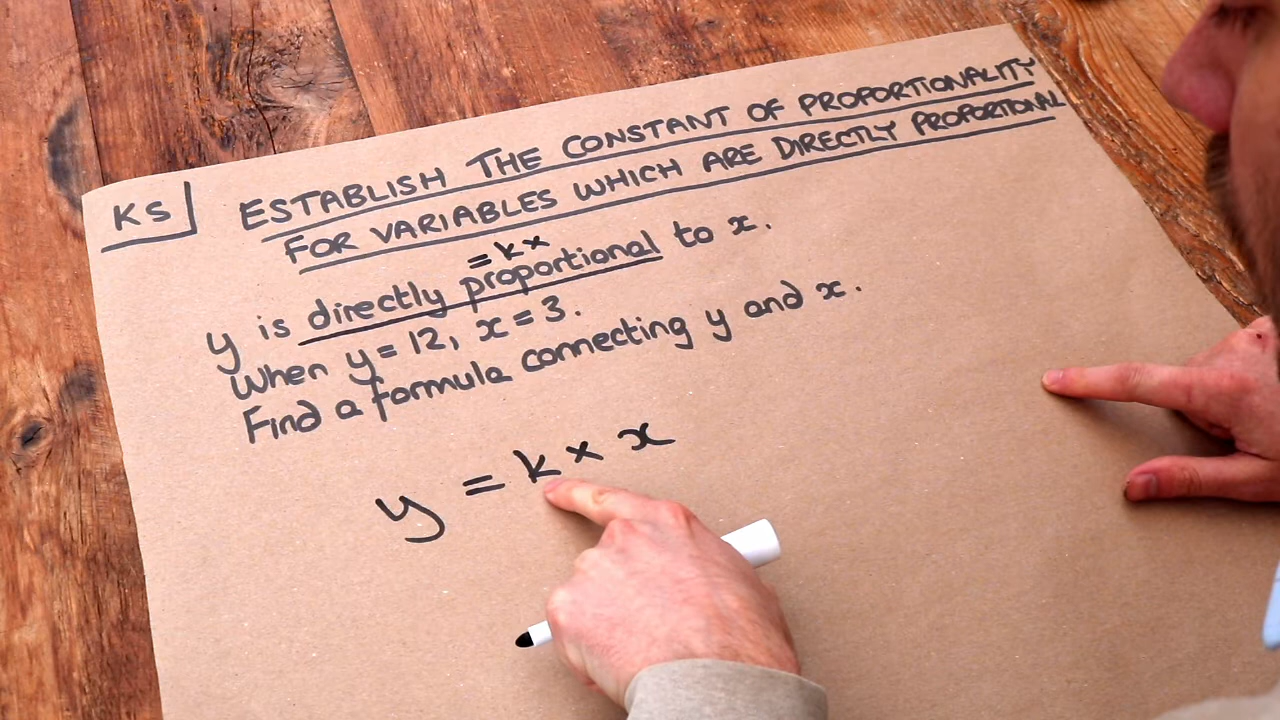 KS
ESTABLISH THE CONSTANT OF PROPORTIONALITY
FOR VARIABLES WHICH ARE DIRECTLY PROPORTIONAL
= k ×
y is directly proportional to x.
When y = 12, x = 3.
Find a formula connecting y and x.
y = k × x